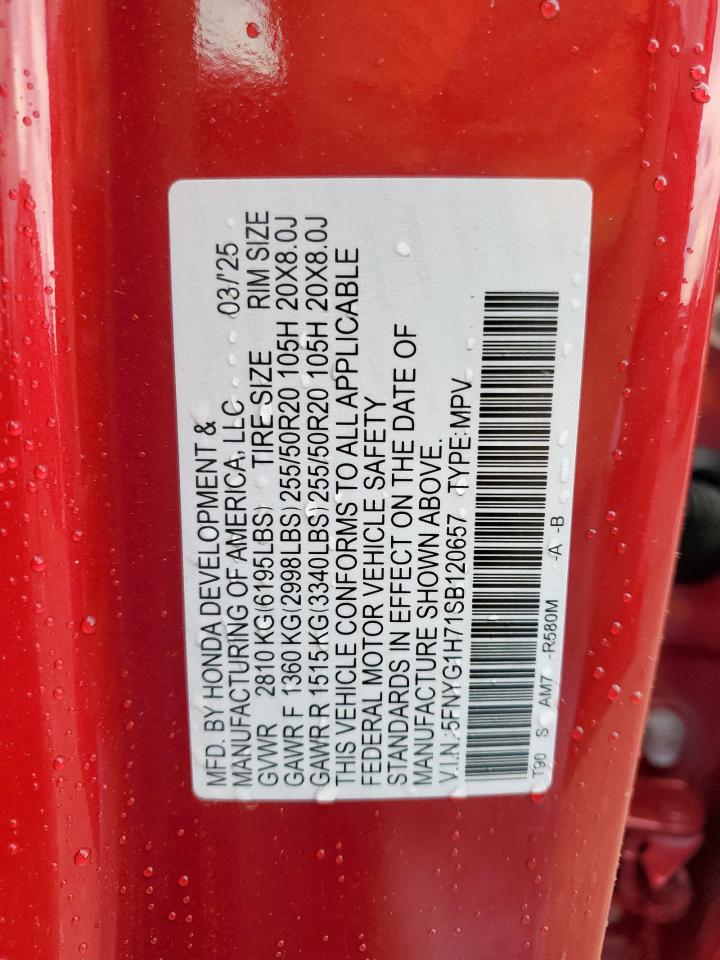 MFD. BY HONDA DEVELOPMENT &
MANUFACTURING OF AMERICA, LLC 03/'25
GVWR 2810 KG(6195LBS) TIRE SIZE RIM SIZE
GAWR F 1360 KG(2998LBS) 255/50R20 105H 20X8.0J
GAWR R 1515 KG(3340LBS) 255/50R20 105H 20X8.0J
THIS VEHICLE CONFORMS TO ALL APPLICABLE
FEDERAL MOTOR VEHICLE SAFETY
STANDARDS IN EFFECT ON THE DATE OF
MANUFACTURE SHOWN ABOVE.
V.I.N.: 5FNYG1H71SB120657 TYPE: MPV
T90 S AM7 -R580M -A -B